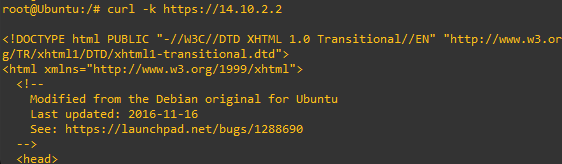 root@Ubuntu:/# curl -k https://14.10.2.2
<!DOCTYPE html PUBLIC "-//W3C//DTD XHTML 1.0 Transitional//EN" "http://www.w3.or
g/TR/xhtml1/DTD/xhtml1-transitional.dtd">
<html xmlns="http://www.w3.org/1999/xhtml">
<!--
Modified from the Debian original for Ubuntu
Last updated: 2016-11-16
See: https://launchpad.net/bugs/1288690
-->
<head>